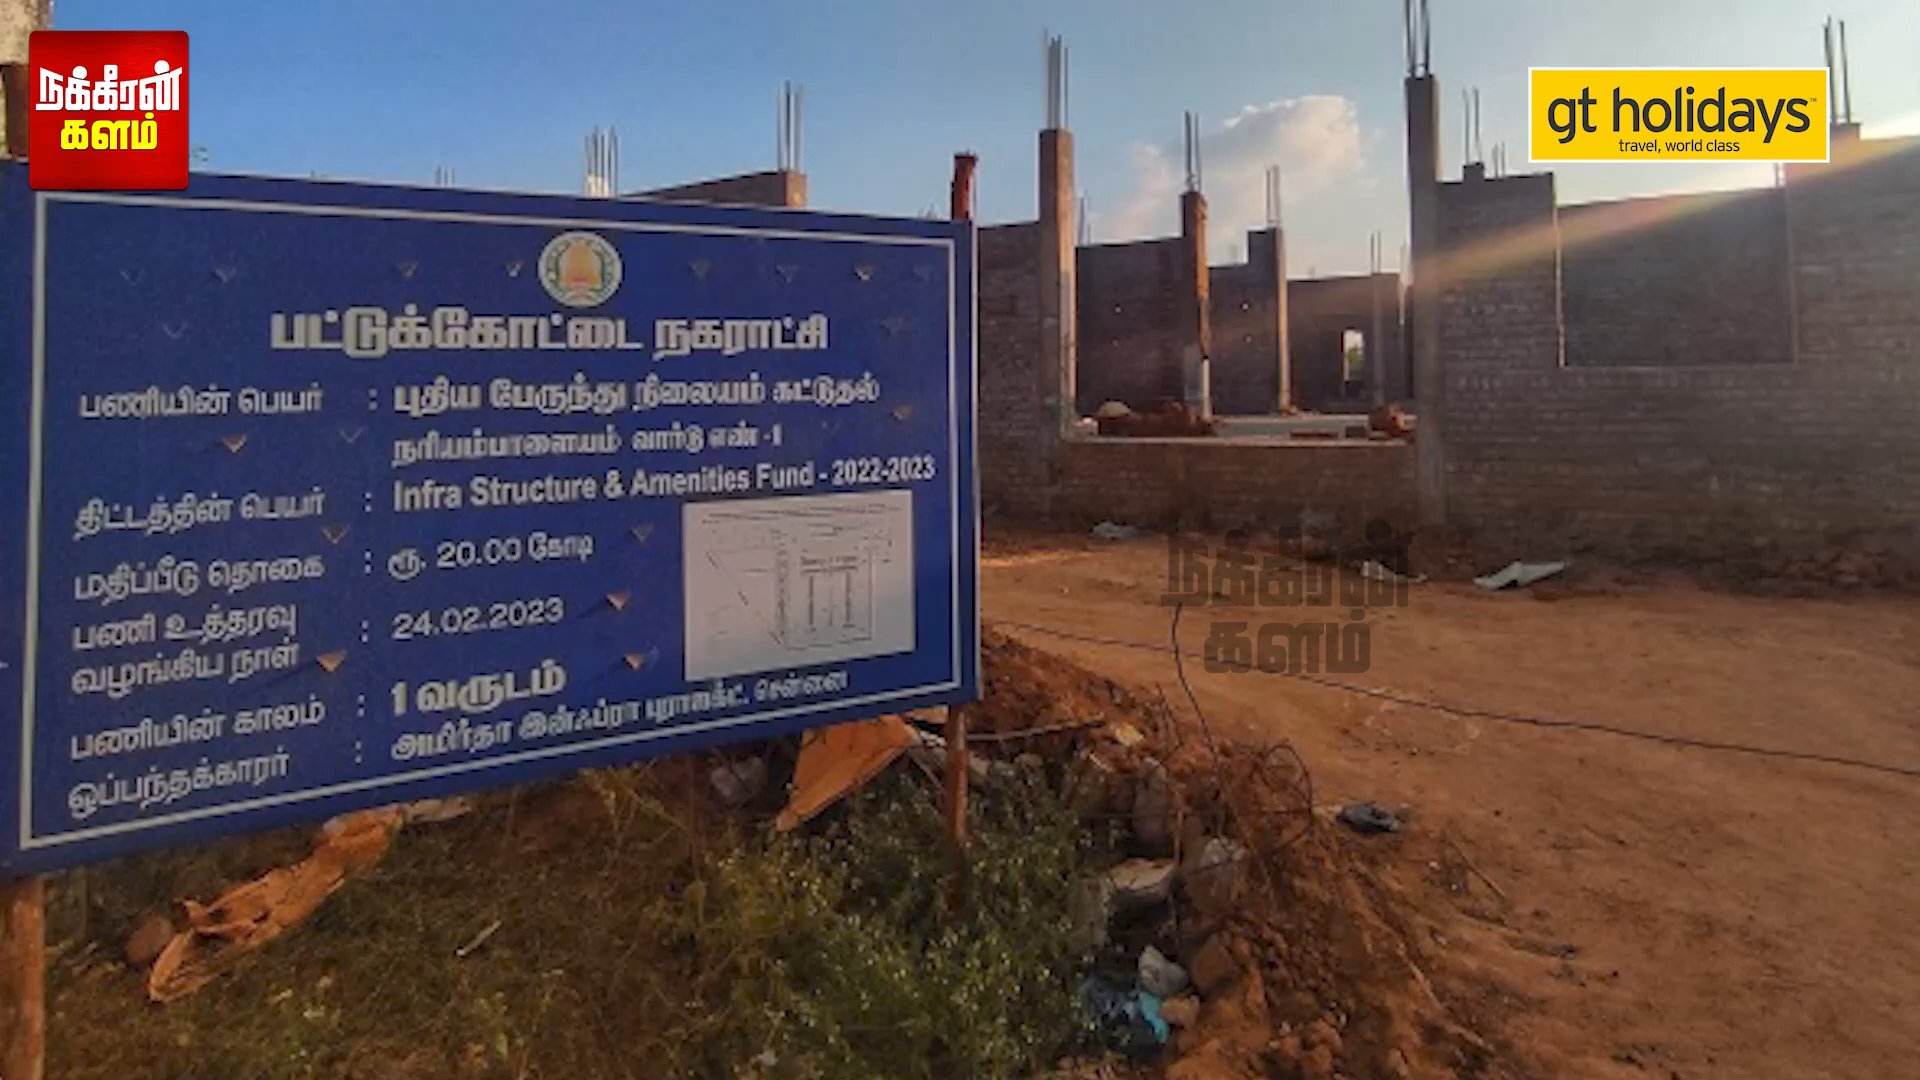 நக்கீரன்
களம்
gt holidays™
travel, world class
பட்டுக்கோட்டை நகராட்சி
பணியின் பெயர் : புதிய பேருந்து நிலையம் கட்டுதல்
நரியம்பாளையம் வார்டு எண் -1
திட்டத்தின் பெயர் : Infra Structure & Amenities Fund - 2022-2023
மதிப்பீடு தொகை : ரூ. 20.00 கோடி
பணி உத்தரவு
வழங்கிய நாள் : 24.02.2023
பணியின் காலம் : 1 வருடம்
ஒப்பந்தக்காரர் : அமிர்தா இன்ஃப்ரா புராஜக்ட், சென்னை
நக்கீரன்
களம்